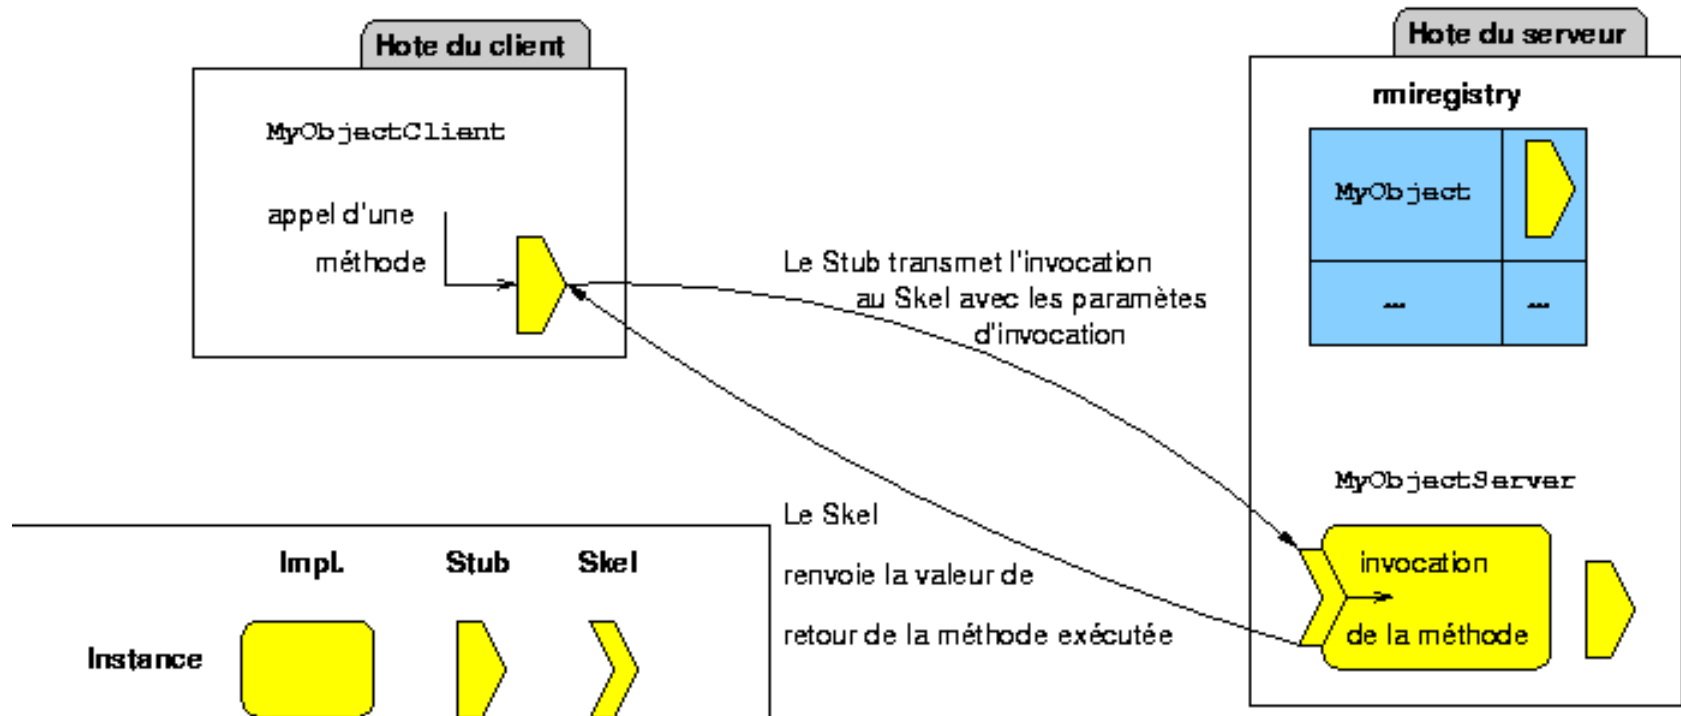 Hote du client
MyObjectClient
appel d'une
méthode
Le Stub transmet l'invocation
au Skel avec les paramètes
d'invocation
Hote du serveur
rmiregistry
MyObject
... ...
MyObjectServer
invocation
de la méthode
Le Skel
renvoie la valeur de
retour de la méthode exécutée
Impl. Stub Skel
Instance